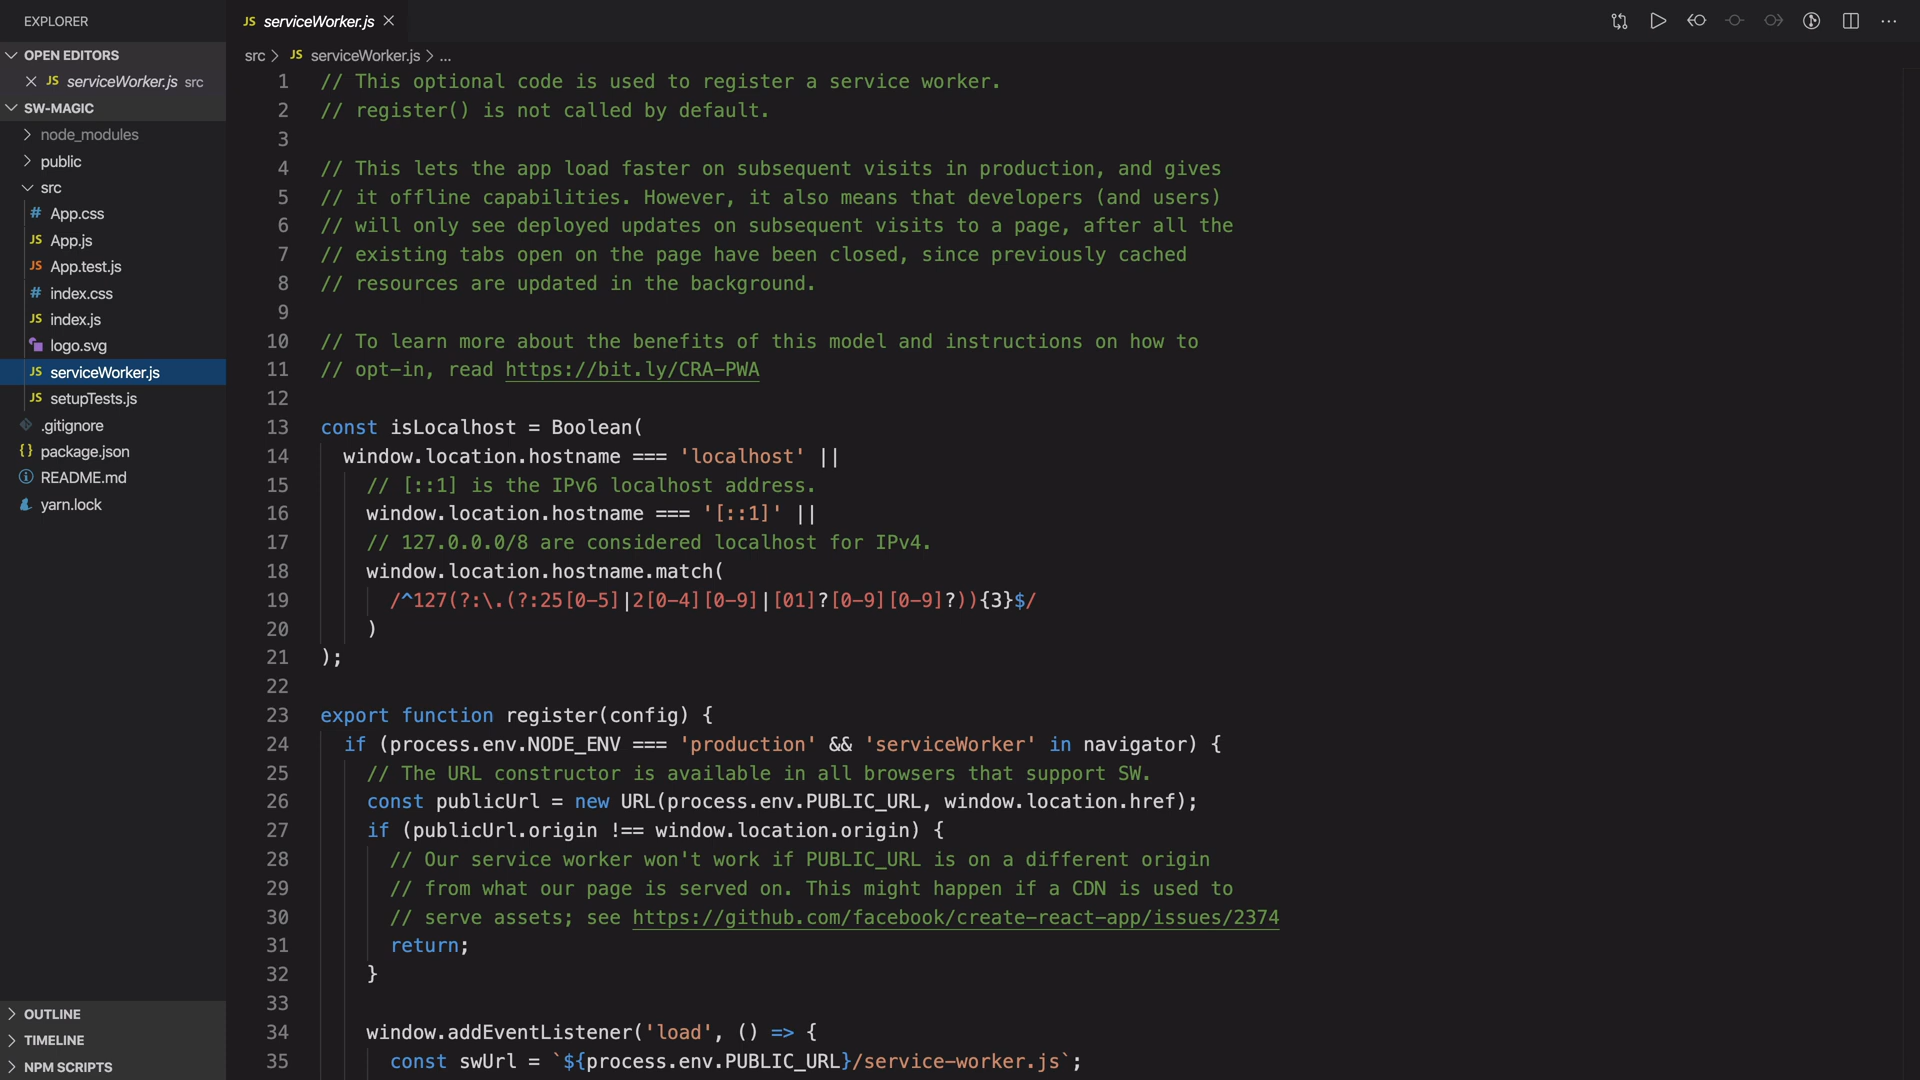 EXPLORER
OPEN EDITORS
JS serviceWorker.js src
SW-MAGIC
node_modules
public
src
# App.css
JS App.js
JS App.test.js
# index.css
JS index.js
logo.svg
JS serviceWorker.js
JS setupTests.js
.gitignore
{} package.json
README.md
yarn.lock
OUTLINE
TIMELINE
NPM SCRIPTS
JS serviceWorker.js
src > JS serviceWorker.js > ...
1 // This optional code is used to register a service worker.
2 // register() is not called by default.
3
4 // This lets the app load faster on subsequent visits in production, and gives
5 // it offline capabilities. However, it also means that developers (and users)
6 // will only see deployed updates on subsequent visits to a page, after all the
7 // existing tabs open on the page have been closed, since previously cached
8 // resources are updated in the background.
9
10 // To learn more about the benefits of this model and instructions on how to
11 // opt-in, read https://bit.ly/CRA-PWA
12
13 const isLocalhost = Boolean(
14   window.location.hostname === 'localhost' ||
15     // [::1] is the IPv6 localhost address.
16     window.location.hostname === '[::1]' ||
17     // 127.0.0.0/8 are considered localhost for IPv4.
18     window.location.hostname.match(
19       /^127(?:\.(?:25[0-5]|2[0-4][0-9]|[01]?[0-9][0-9]?)){3}$/
20     )
21 );
22
23 export function register(config) {
24   if (process.env.NODE_ENV === 'production' && 'serviceWorker' in navigator) {
25     // The URL constructor is available in all browsers that support SW.
26     const publicUrl = new URL(process.env.PUBLIC_URL, window.location.href);
27     if (publicUrl.origin !== window.location.origin) {
28       // Our service worker won't work if PUBLIC_URL is on a different origin
29       // from what our page is served on. This might happen if a CDN is used to
30       // serve assets; see https://github.com/facebook/create-react-app/issues/2374
31       return;
32     }
33
34     window.addEventListener('load', () => {
35       const swUrl = `${process.env.PUBLIC_URL}/service-worker.js`;